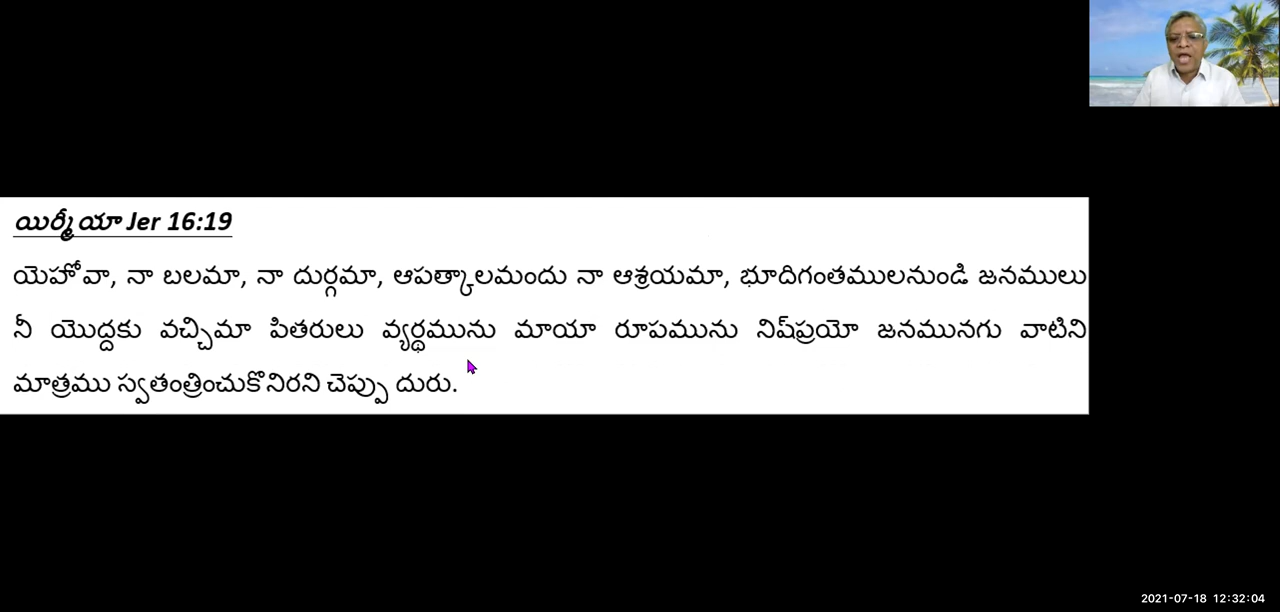 యిర్మీయా Jer 16:19
యెహోవా, నా బలమా, నా దుర్గమా, ఆపత్కాలమందు నా ఆశ్రయమా, భూదిగంతములనుండి జనములు
నీ యొద్దకు వచ్చిమా పితరులు వ్యర్థమును మాయా రూపమును నిష్‌ప్రయో జనమునగు వాటిని
మాత్రము స్వతంత్రించుకొనిరని చెప్పు దురు.
2021-07-18 12:32:04